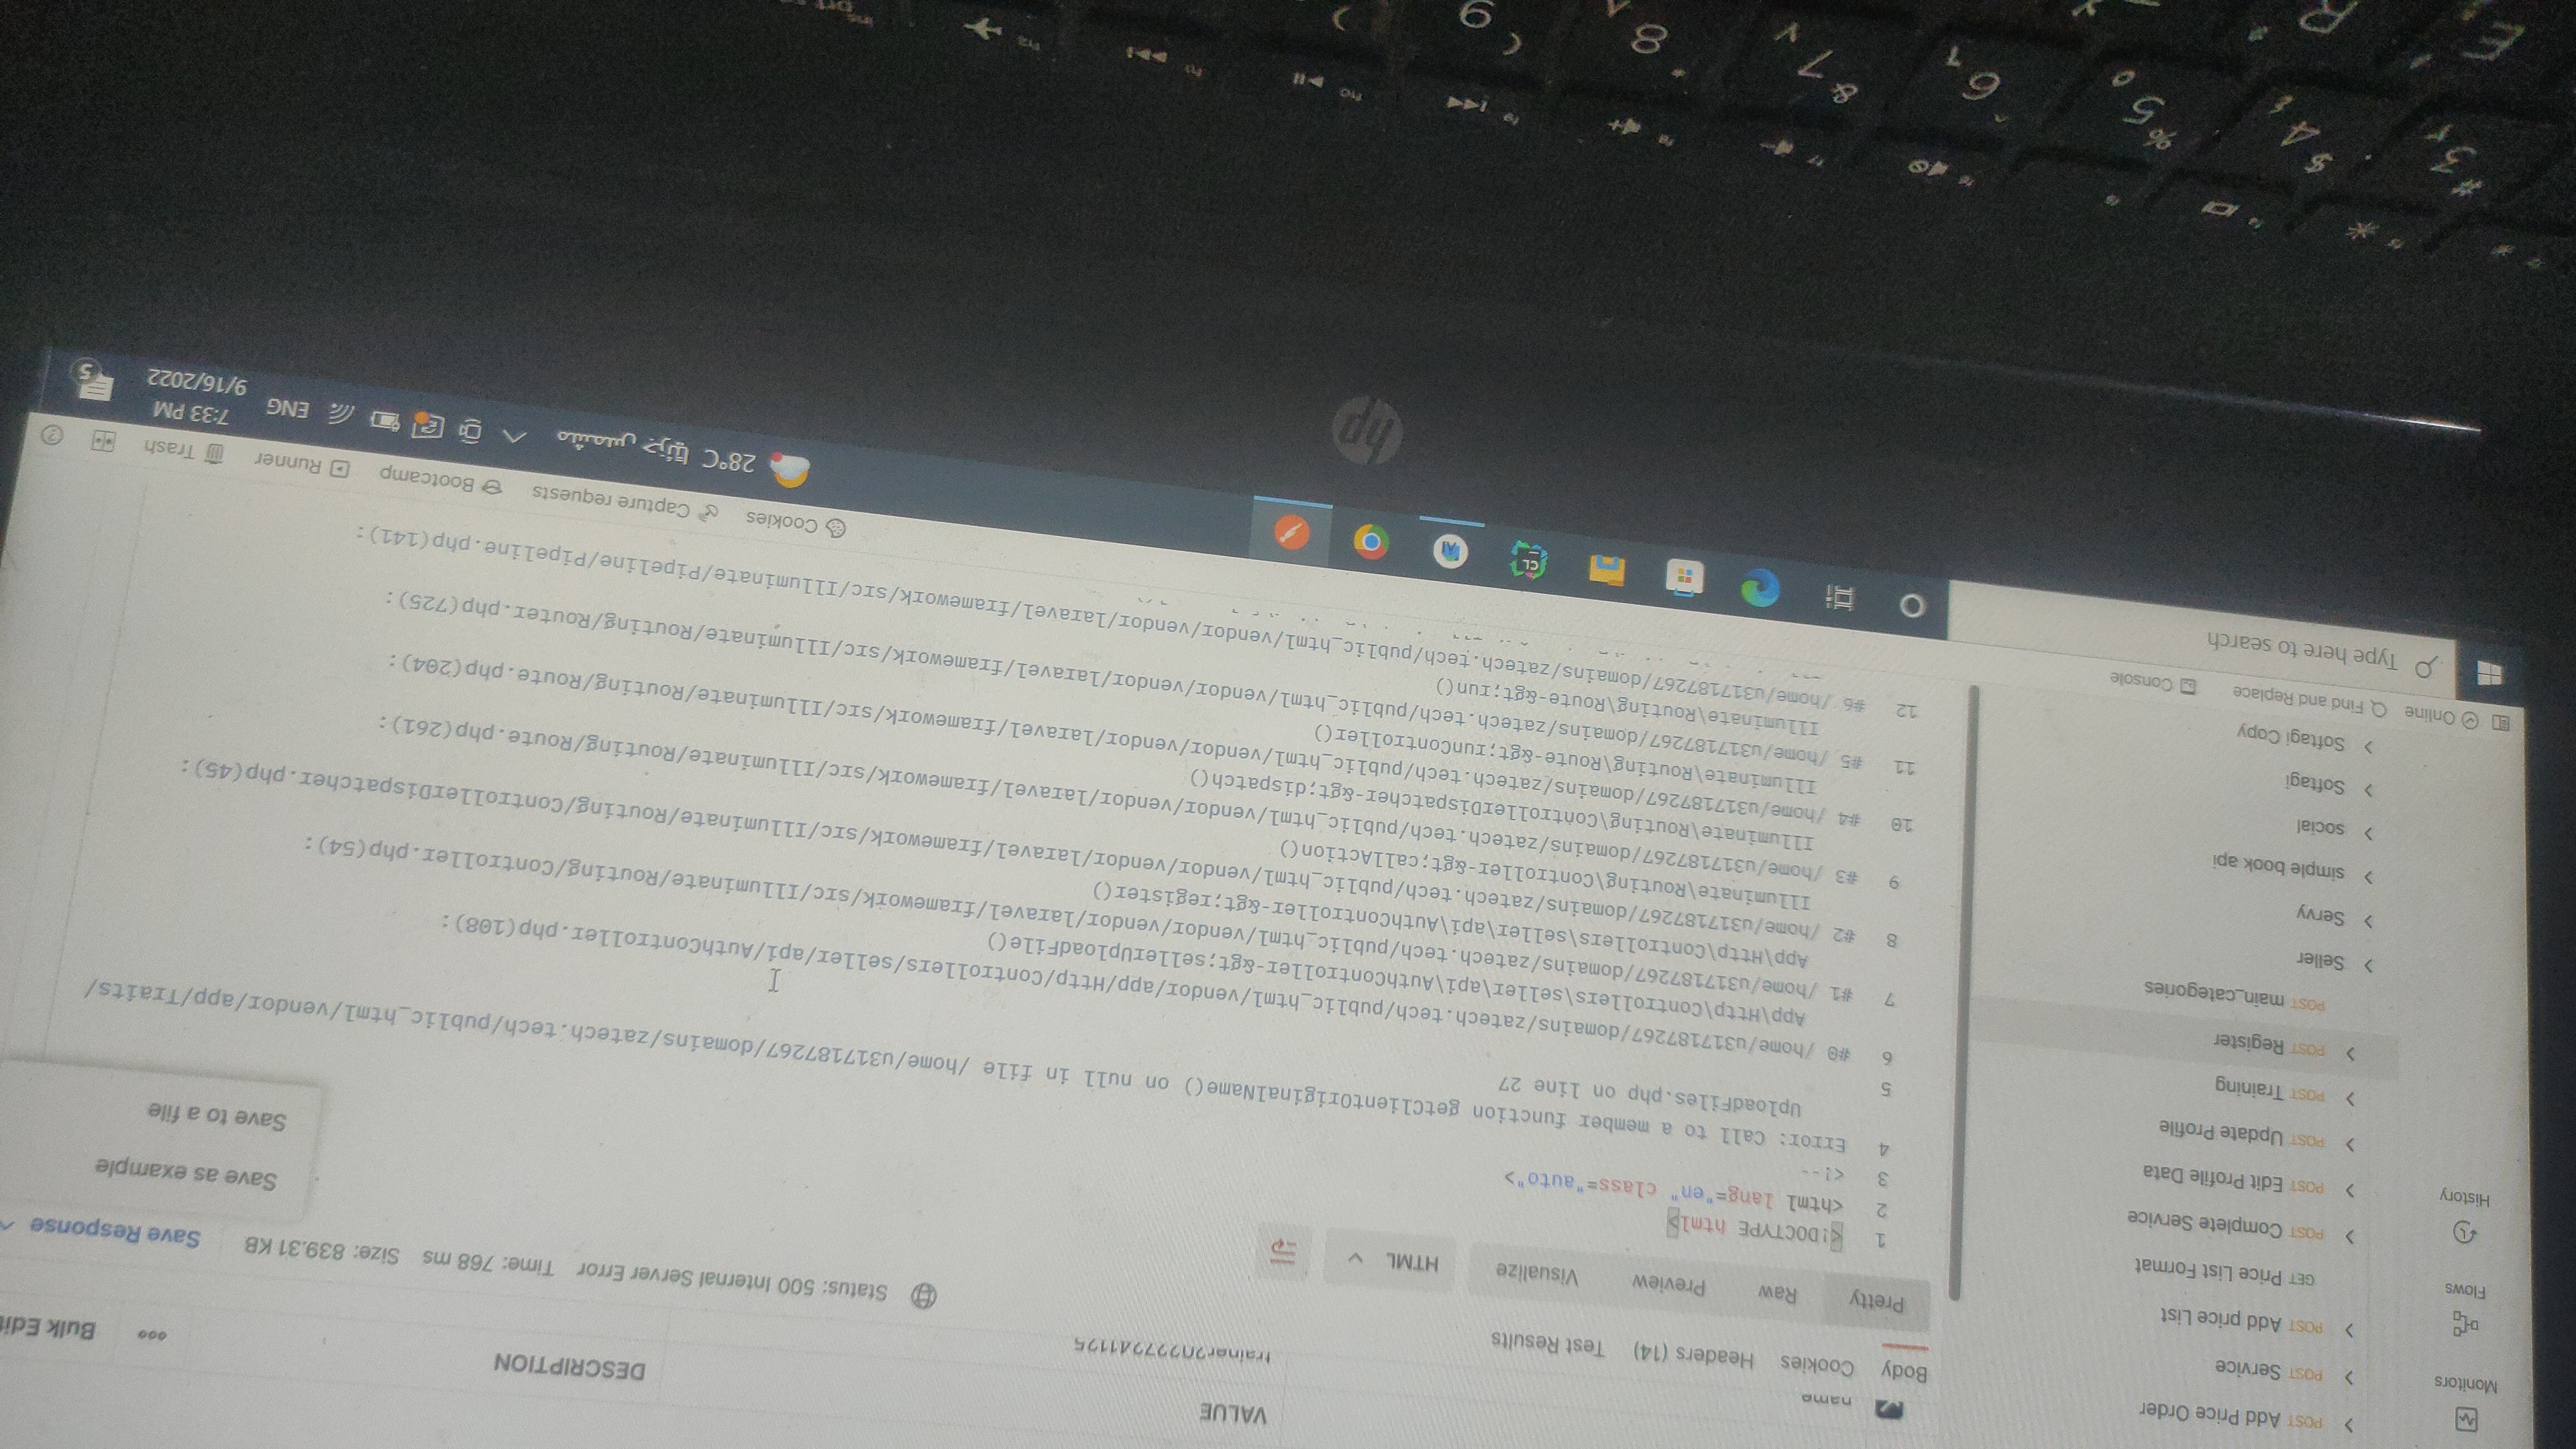 Monitors
Flows
History
POST Add Price Order
POST Service
POST Add price List
GET Price List Format
POST Complete Service
POST Edit Profile Data
POST Update Profile
POST Training
POST Register
POST main_categories
Seller
Servy
simple book api
social
Softagi
Softagi Copy
Online Find and Replace Console
name
VALUE
DESCRIPTION
Bulk Edit
trainer20227241125
Body Cookies Headers (14) Test Results
Status: 500 Internal Server Error Time: 768 ms Size: 839.31 KB Save Response
Save as example
Save to a file
Pretty Raw Preview Visualize HTML
1 <!DOCTYPE html>
2 <html lang="en" class="auto">
3 <!--
4 Error: Call to a member function getClientOriginalName() on null in file /home/u317187267/domains/zatech.tech/public_html/vendor/app/Traits/
UploadFiles.php on line 27
5
6 #0 /home/u317187267/domains/zatech.tech/public_html/vendor/app/Http/Controllers/seller/api/AuthController.php(108):
App\Http\Controllers\seller\api\AuthController-&gt;sellerUploadFile()
7 #1 /home/u317187267/domains/zatech.tech/public_html/vendor/vendor/laravel/framework/src/Illuminate/Routing/Controller.php(54):
App\Http\Controllers\seller\api\AuthController-&gt;register()
8 #2 /home/u317187267/domains/zatech.tech/public_html/vendor/vendor/laravel/framework/src/Illuminate/Routing/ControllerDispatcher.php(45):
Illuminate\Routing\Controller-&gt;callAction()
9 #3 /home/u317187267/domains/zatech.tech/public_html/vendor/vendor/laravel/framework/src/Illuminate/Routing/Route.php(261):
Illuminate\Routing\ControllerDispatcher-&gt;dispatch()
10 #4 /home/u317187267/domains/zatech.tech/public_html/vendor/vendor/laravel/framework/src/Illuminate/Routing/Route.php(204):
Illuminate\Routing\Route-&gt;runController()
11 #5 /home/u317187267/domains/zatech.tech/public_html/vendor/vendor/laravel/framework/src/Illuminate/Routing/Router.php(725):
Illuminate\Routing\Route-&gt;run()
12 #6 /home/u317187267/domains/zatech.tech/public_html/vendor/vendor/laravel/framework/src/Illuminate/Pipeline/Pipeline.php(141):
Cookies Capture requests Bootcamp Runner Trash
Type here to search
CL
28°C مشمس جزئيًا
ENG
7:33 PM
9/16/2022
5
hp
# 3
$ 4
% 5
^ 6
& 7
* 8
( 9
)
E
R